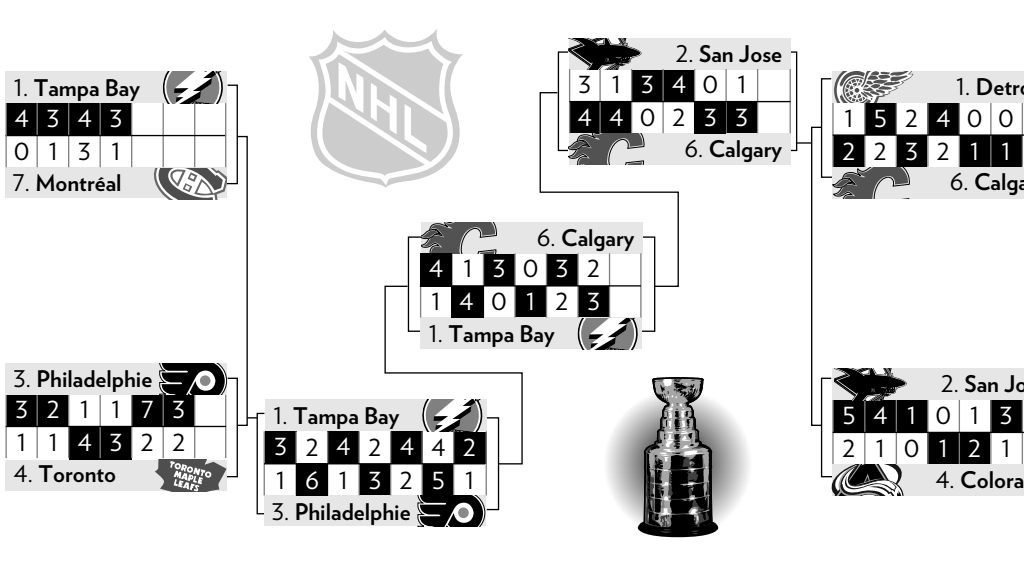 1. Tampa Bay
4 3 4 3
0 1 3 1
7. Montréal
NHL
2. San Jose
3 1 3 4 0 1
4 4 0 2 3 3
6. Calgary
1. Detro
1 5 2 4 0 0
2 2 3 2 1 1
6. Calga
6. Calgary
4 1 3 0 3 2
1 4 0 1 2 3
1. Tampa Bay
3. Philadelphie
3 2 1 1 7 3
1 1 4 3 2 2
4. Toronto
TORONTO
MAPLE
LEAFS
1. Tampa Bay
3 2 4 2 4 4 2
1 6 1 3 2 5 1
3. Philadelphie
2. San Jo
5 4 1 0 1 3
2 1 0 1 2 1
4. Colora